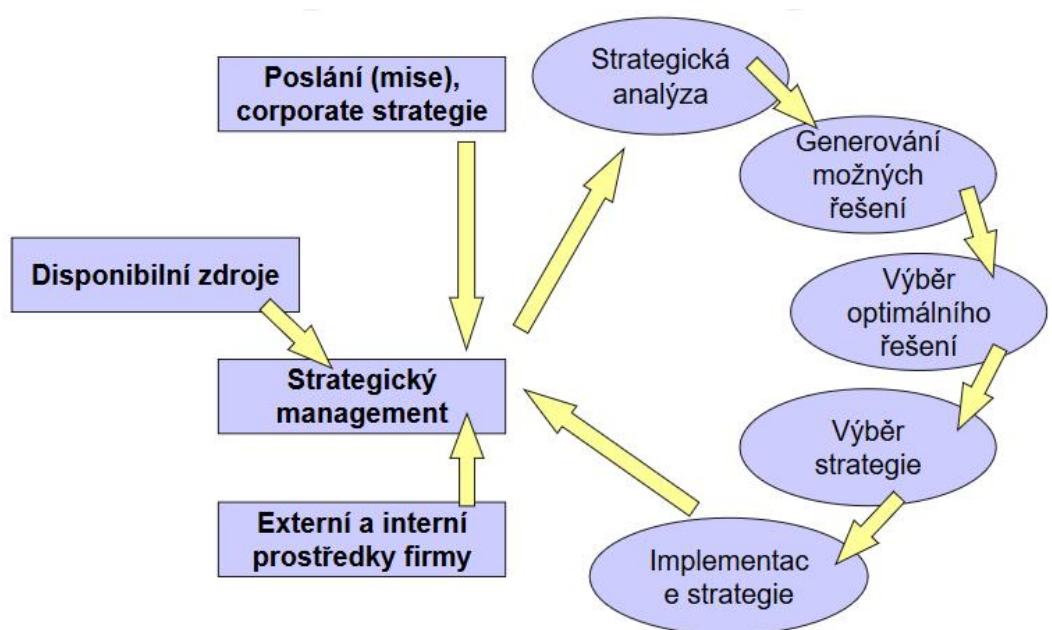 Poslání (mise),
corporate strategie
Disponibilní zdroje
Strategický
management
Externí a interní
prostředky firmy
Strategická
analýza
Generování
možných
řešení
Výběr
optimálního
řešení
Výběr
strategie
Implementac
e strategie